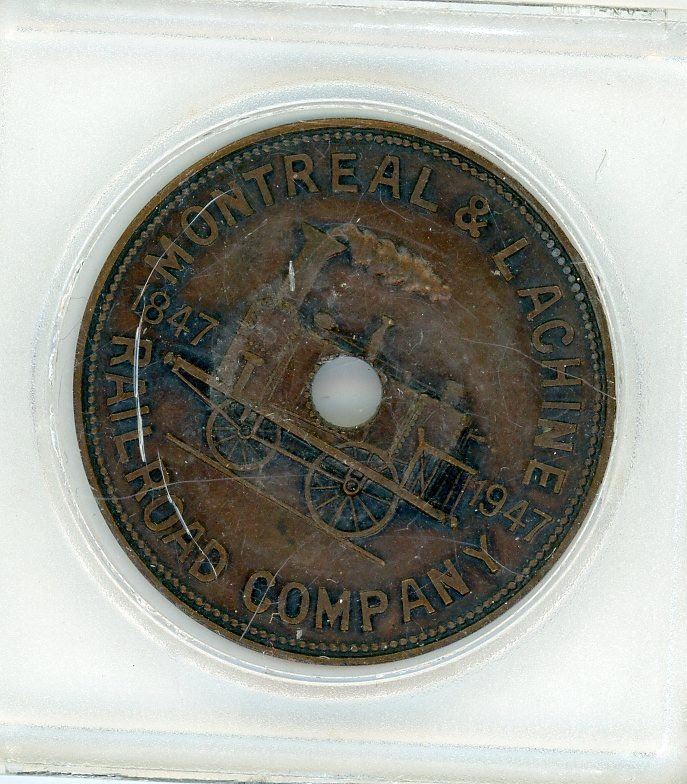 MONTREAL & LACHINE
1847
1947
RAILROAD COMPANY